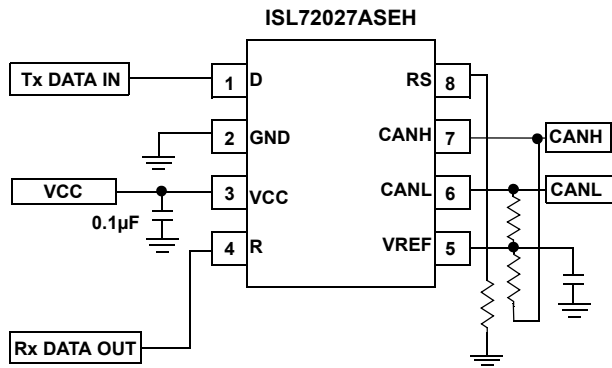 ISL72027ASEH
Tx DATA IN
1 D
RS 8
2 GND
CANH 7
CANH
VCC
3 VCC
CANL 6
CANL
0.1µF
4 R
VREF 5
Rx DATA OUT